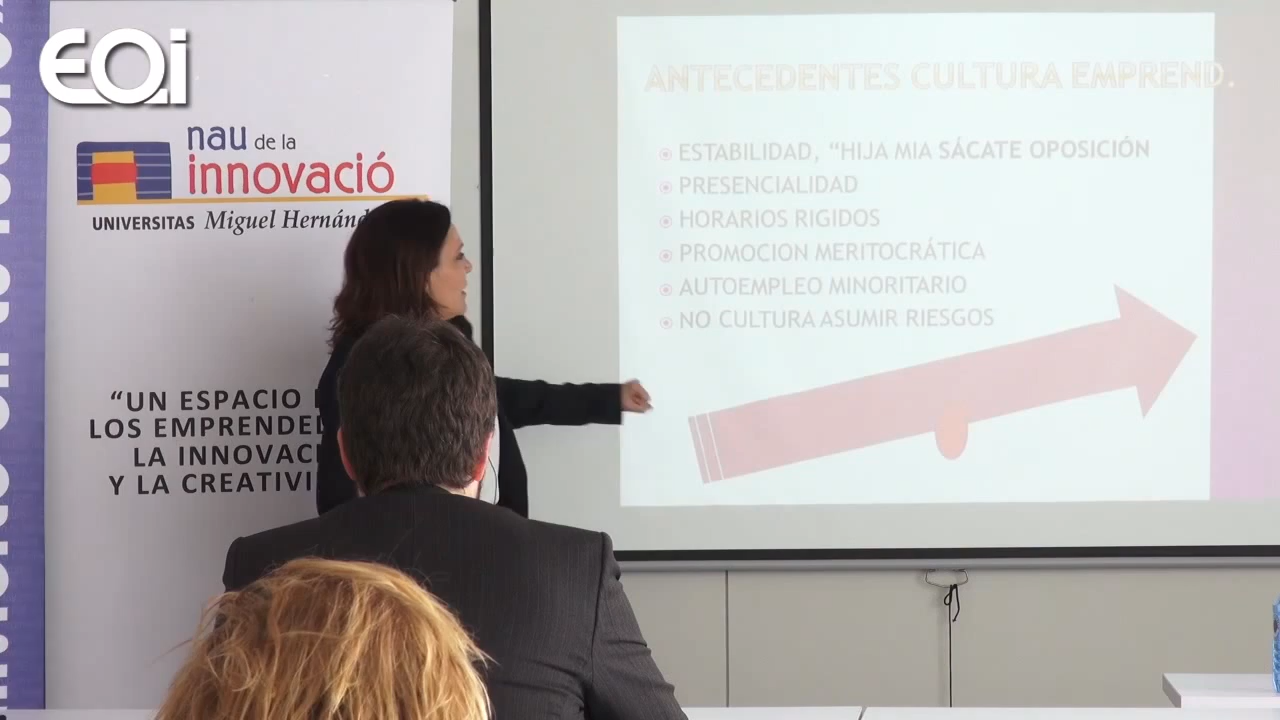 EOi
nau de la
innovació
UNIVERSITAS Miguel Hernánd
“UN ESPACIO
LOS EMPRENDE
LA INNOVACI
Y LA CREATIVI
ANTECEDENTES CULTURA EMPREND.
ESTABILIDAD, “HIJA MIA SÁCATE OPOSICIÓN
PRESENCIALIDAD
HORARIOS RIGIDOS
PROMOCION MERITOCRÁTICA
AUTOEMPLEO MINORITARIO
NO CULTURA ASUMIR RIESGOS